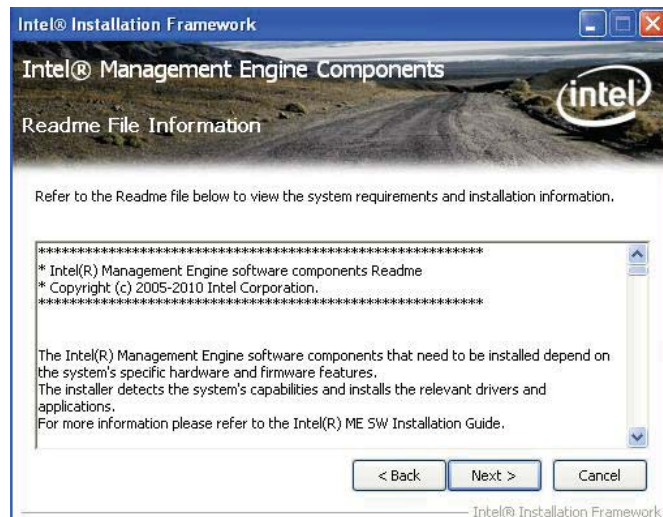 Intel® Installation Framework
Intel® Management Engine Components
intel
Readme File Information
Refer to the Readme file below to view the system requirements and installation information.
*********************************************************
* Intel(R) Management Engine software components Readme
* Copyright (c) 2005-2010 Intel Corporation.
*********************************************************
The Intel(R) Management Engine software components that need to be installed depend on
the system's specific hardware and firmware features.
The installer detects the system's capabilities and installs the relevant drivers and
applications.
For more information please refer to the Intel(R) ME SW Installation Guide.
< Back
Next >
Cancel
Intel® Installation Framework